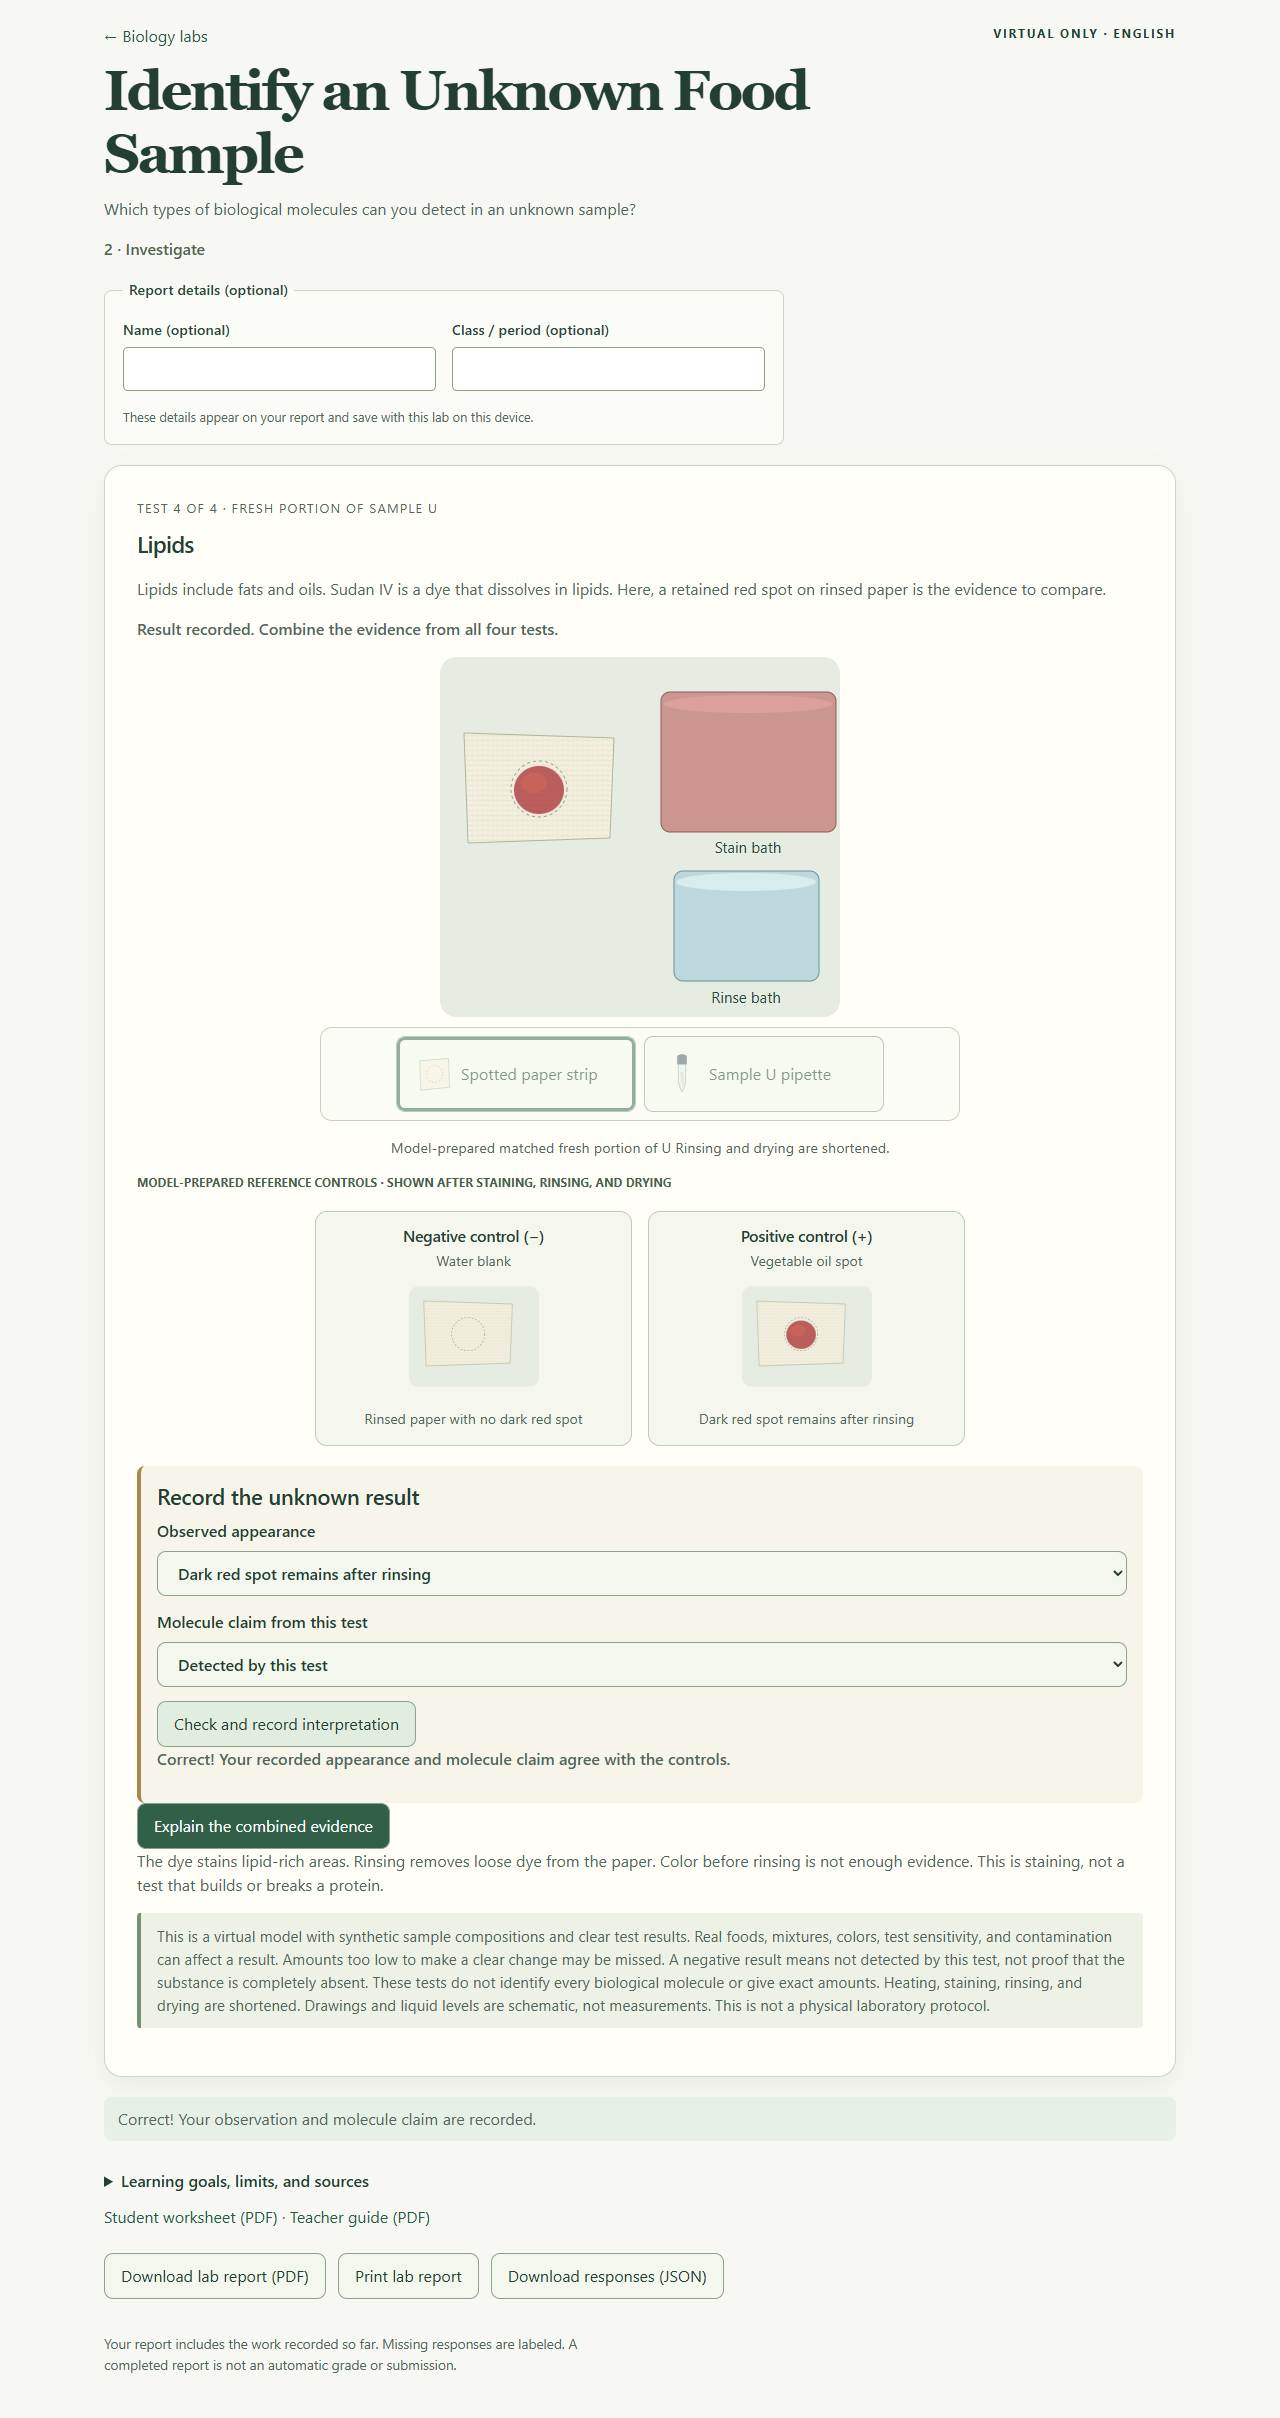 ← Biology labs
VIRTUAL ONLY · ENGLISH
Identify an Unknown Food
Sample
Which types of biological molecules can you detect in an unknown sample?
2 · Investigate
Report details (optional)
Name (optional)
Class / period (optional)
These details appear on your report and save with this lab on this device.
TEST 4 OF 4 · FRESH PORTION OF SAMPLE U
Lipids
Lipids include fats and oils. Sudan IV is a dye that dissolves in lipids. Here, a retained red spot on rinsed paper is the evidence to compare.
Result recorded. Combine the evidence from all four tests.
Stain bath
Rinse bath
Spotted paper strip
Sample U pipette
Model-prepared matched fresh portion of U Rinsing and drying are shortened.
MODEL-PREPARED REFERENCE CONTROLS · SHOWN AFTER STAINING, RINSING, AND DRYING
Negative control (−)
Water blank
Rinsed paper with no dark red spot
Positive control (+)
Vegetable oil spot
Dark red spot remains after rinsing
Record the unknown result
Observed appearance
Dark red spot remains after rinsing
Molecule claim from this test
Detected by this test
Check and record interpretation
Correct! Your recorded appearance and molecule claim agree with the controls.
Explain the combined evidence
The dye stains lipid-rich areas. Rinsing removes loose dye from the paper. Color before rinsing is not enough evidence. This is staining, not a
test that builds or breaks a protein.
This is a virtual model with synthetic sample compositions and clear test results. Real foods, mixtures, colors, test sensitivity, and contamination
can affect a result. Amounts too low to make a clear change may be missed. A negative result means not detected by this test, not proof that the
substance is completely absent. These tests do not identify every biological molecule or give exact amounts. Heating, staining, rinsing, and
drying are shortened. Drawings and liquid levels are schematic, not measurements. This is not a physical laboratory protocol.
Correct! Your observation and molecule claim are recorded.
▶ Learning goals, limits, and sources
Student worksheet (PDF) · Teacher guide (PDF)
Download lab report (PDF)
Print lab report
Download responses (JSON)
Your report includes the work recorded so far. Missing responses are labeled. A
completed report is not an automatic grade or submission.